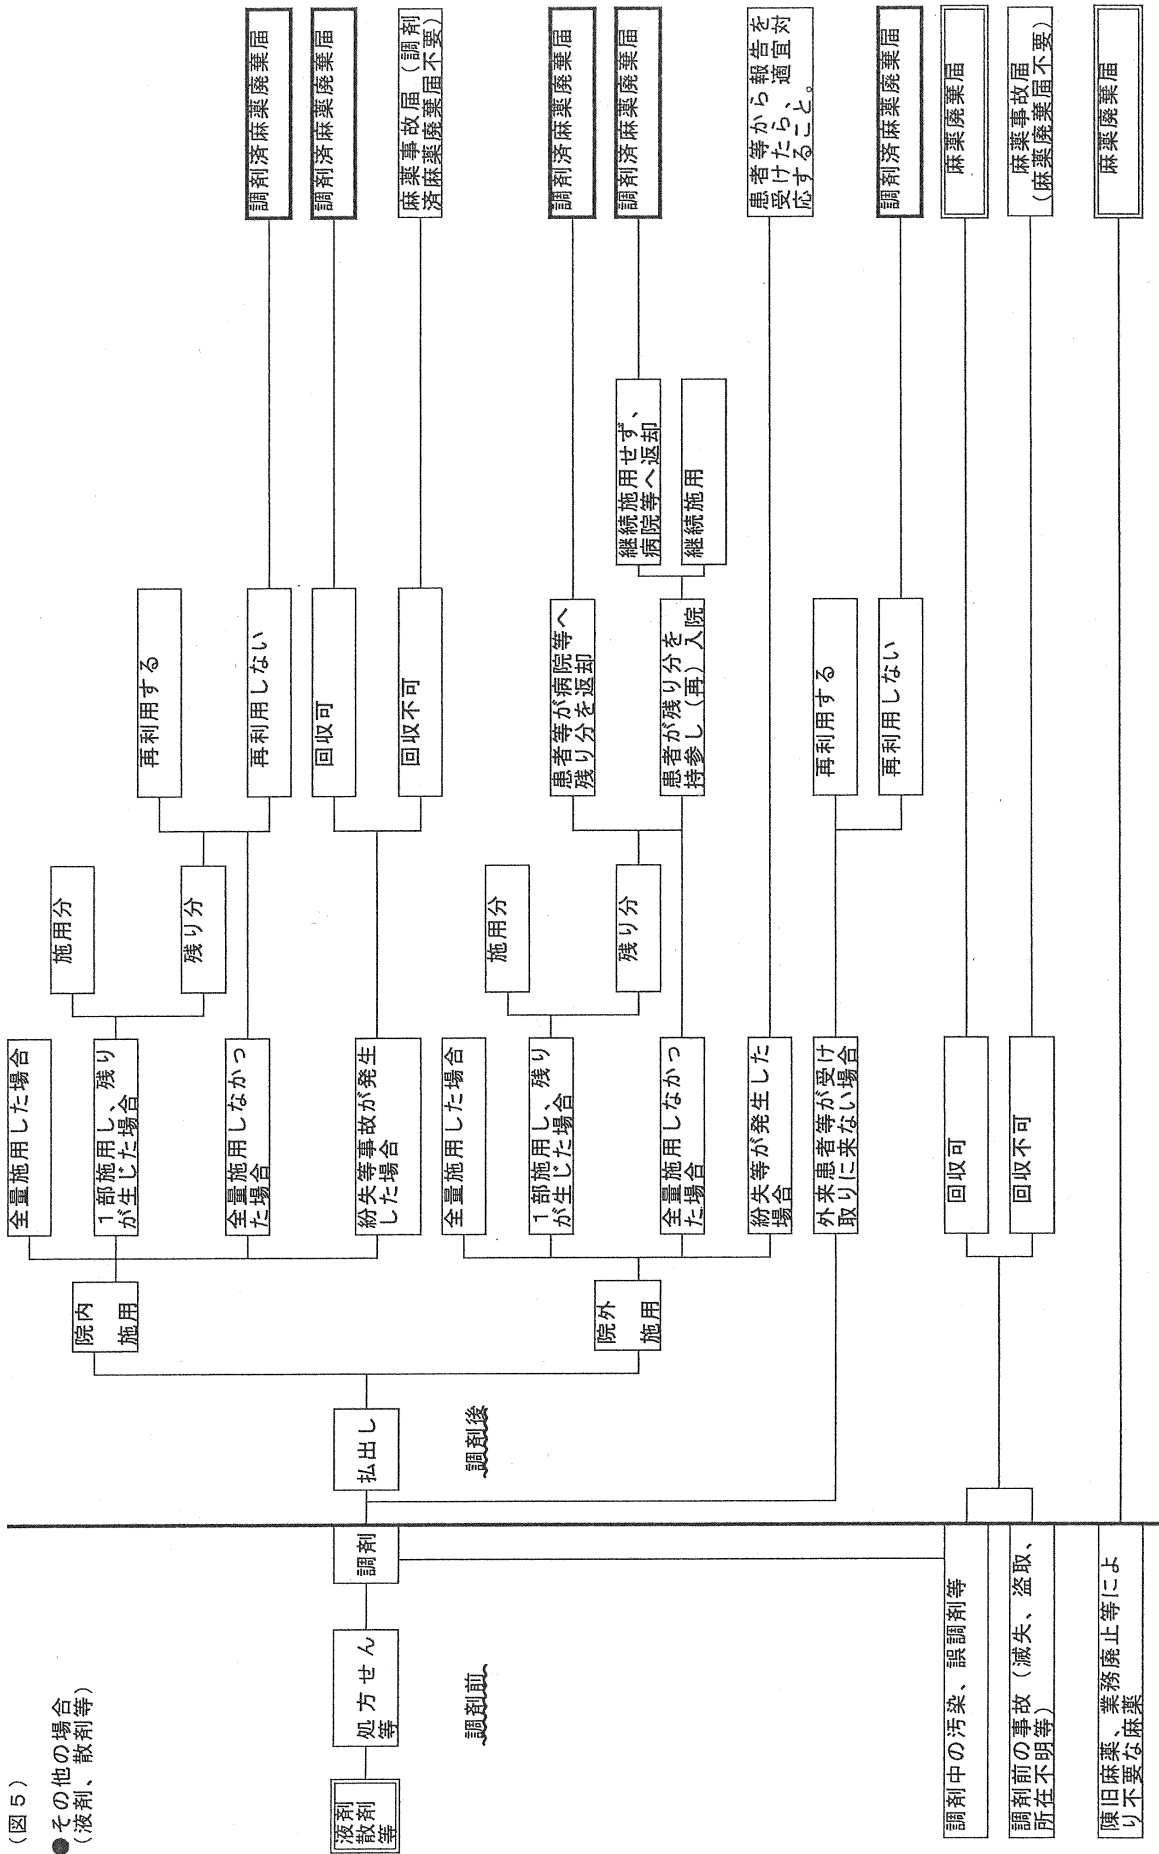 (図5)
●その他の場合
(液剤、散剤等)
液剤
散剤
等
処方せん
等
調剤
調剤前
調剤後
払出し
院内
施用
院外
施用
全量施用した場合
1部施用し、残り
が生じた場合
施用分
残り分
全量施用しなかっ
た場合
再利用する
再利用しない
調剤済麻薬廃棄届
紛失等事故が発生
した場合
回収可
調剤済麻薬廃棄届
回収不可
麻薬事故届(調剤
済麻薬廃棄届不要)
全量施用した場合
1部施用し、残り
が生じた場合
施用分
残り分
全量施用しなかっ
た場合
患者等が病院等へ
残り分を返却
調剤済麻薬廃棄届
患者が残り分を
持参し(再)入院
継続施用せず、
病院等へ返却
調剤済麻薬廃棄届
継続施用
紛失等が発生した
場合
患者等から報告を
受けたら、適宜対
応すること。
外来患者等が受け
取りに来ない場合
再利用する
再利用しない
調剤済麻薬廃棄届
調剤中の汚染、誤調剤等
調剤前の事故(滅失、盗取、
所在不明等)
回収可
麻薬廃棄届
回収不可
麻薬事故届
(麻薬廃棄届不要)
陳旧麻薬、業務廃止等によ
り不要な麻薬
麻薬廃棄届